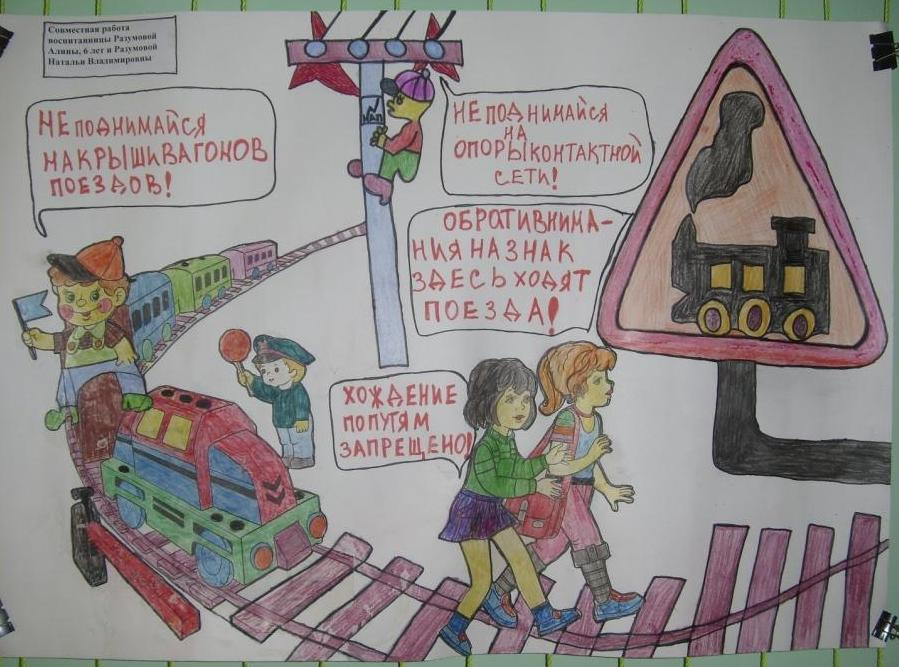 Совместная работа
воспитанницы Разумовой
Алины, 6 лет и Разумовой
Натальи Владимировны
НЕ ПОДНИМАЙСЯ
НА КРЫШИ ВАГОНОВ
ПОЕЗДОВ!
НЕ ПОДНИМАЙСЯ
НА
ОПОРЫ КОНТАКТНОЙ
СЕТИ!
ОБРАТИ ВНИМА-
НИЯ НА ЗНАК
ЗДЕСЬ ХОДЯТ
ПОЕЗДА!
ХОЖДЕНИЕ
ПО ПУТЯМ
ЗАПРЕЩЕНО!